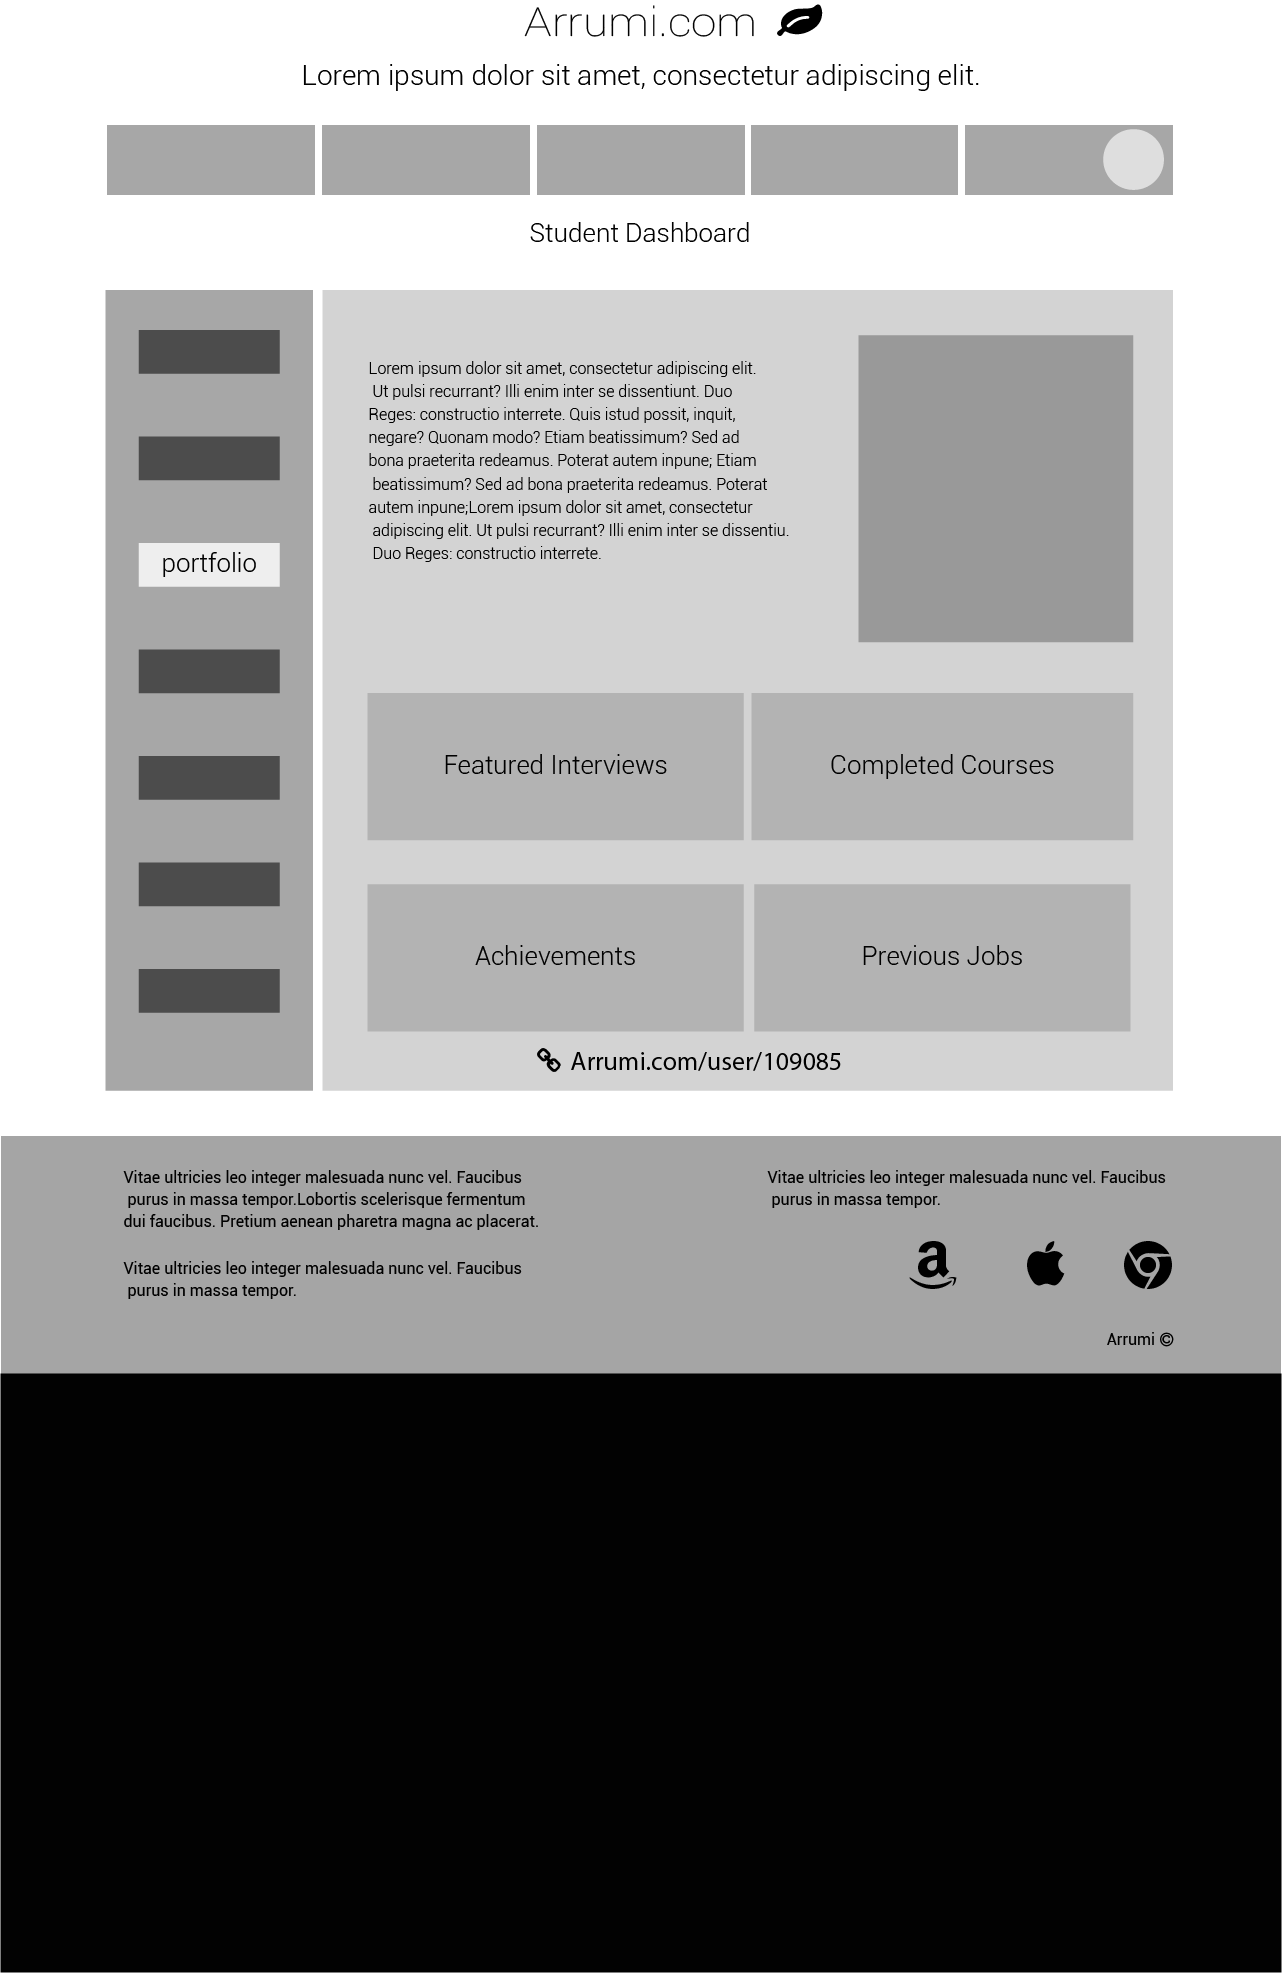 Arrumi.com
Lorem ipsum dolor sit amet, consectetur adipiscing elit.
Student Dashboard
portfolio
Lorem ipsum dolor sit amet, consectetur adipiscing elit.
Ut pulsi recurrant? Illi enim inter se dissentiunt. Duo
Reges: constructio interrete. Quis istud possit, inquit,
negare? Quonam modo? Etiam beatissimum? Sed ad
bona praeterita redeamus. Poterat autem inpune; Etiam
beatissimum? Sed ad bona praeterita redeamus. Poterat
autem inpune;Lorem ipsum dolor sit amet, consectetur
adipiscing elit. Ut pulsi recurrant? Illi enim inter se dissentiu.
Duo Reges: constructio interrete.
Featured Interviews
Completed Courses
Achievements
Previous Jobs
Arrumi.com/user/109085
Vitae ultricies leo integer malesuada nunc vel. Faucibus
purus in massa tempor.Lobortis scelerisque fermentum
dui faucibus. Pretium aenean pharetra magna ac placerat.
Vitae ultricies leo integer malesuada nunc vel. Faucibus
purus in massa tempor.
Vitae ultricies leo integer malesuada nunc vel. Faucibus
purus in massa tempor.
Arrumi ©